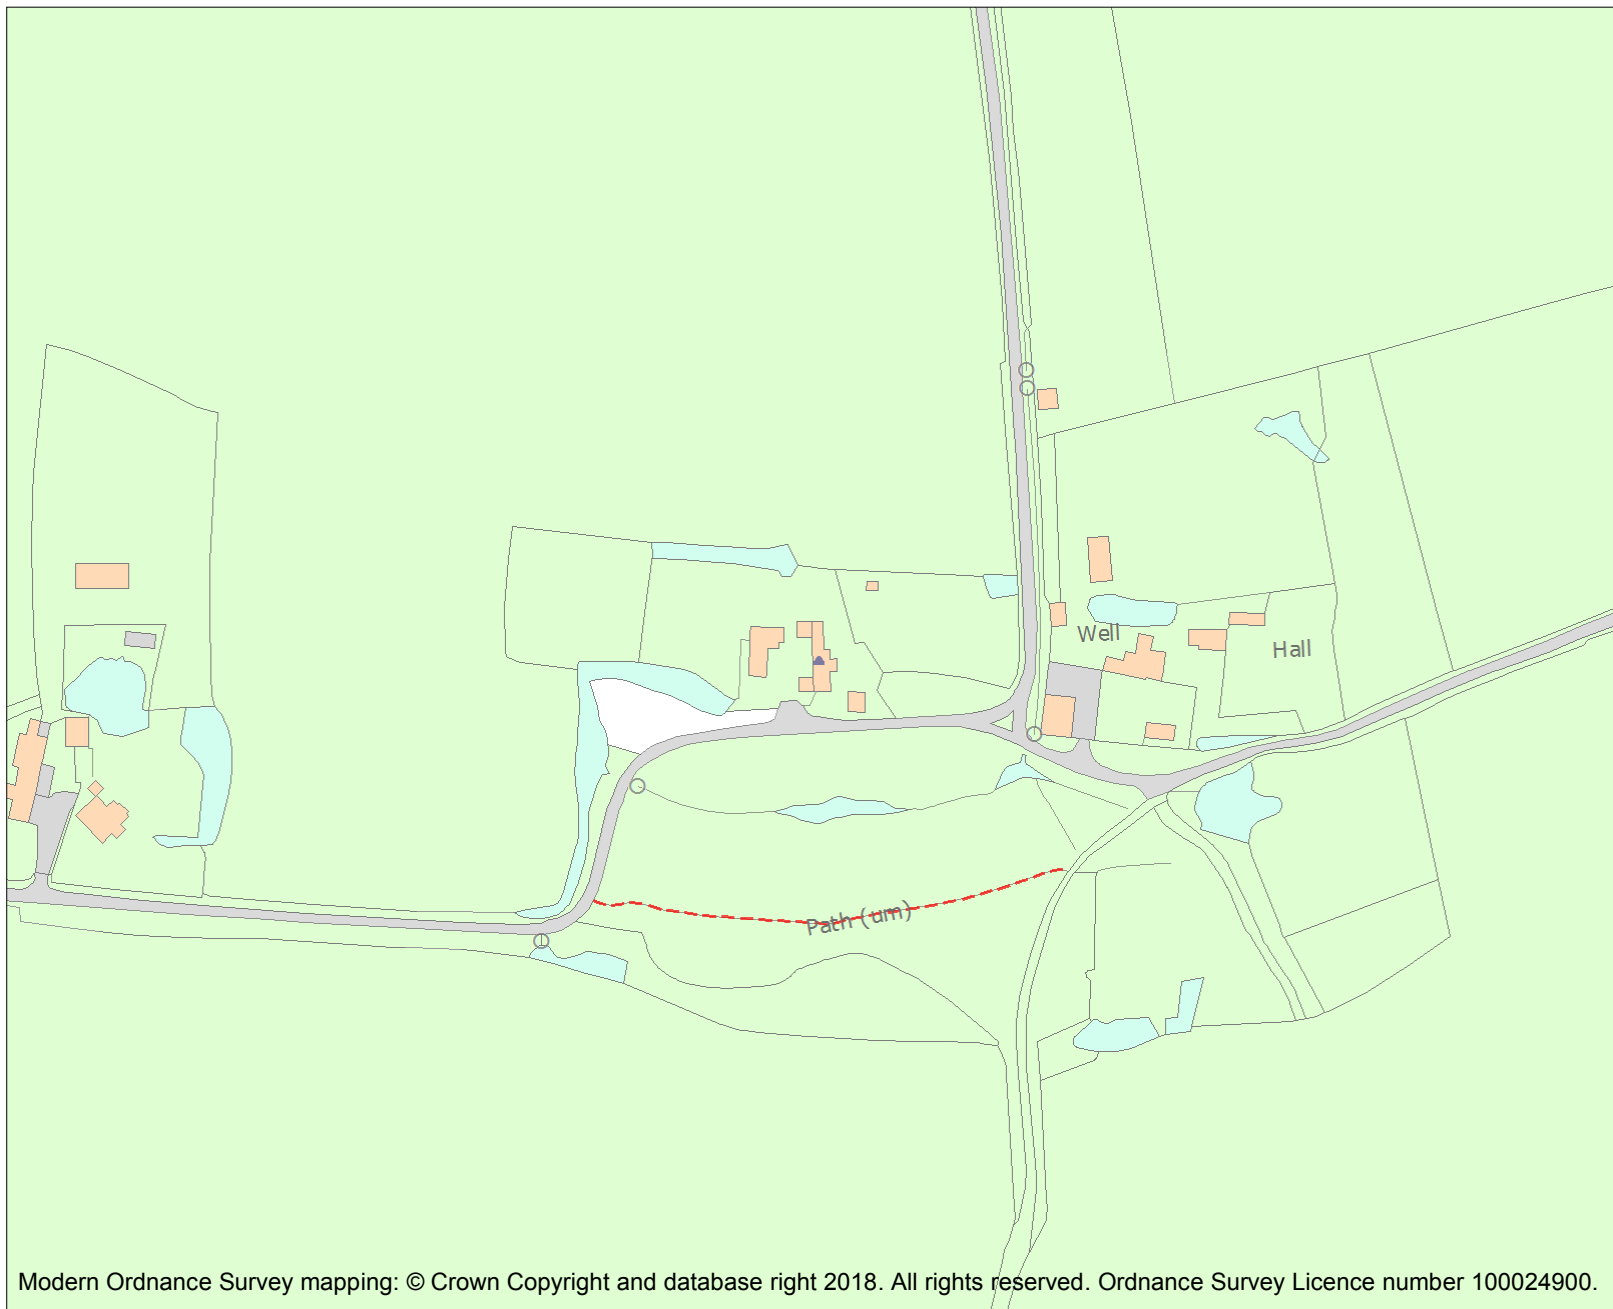 Well
Hall
Path (um)
Modern Ordnance Survey mapping: © Crown Copyright and database right 2018. All rights reserved. Ordnance Survey Licence number 100024900.